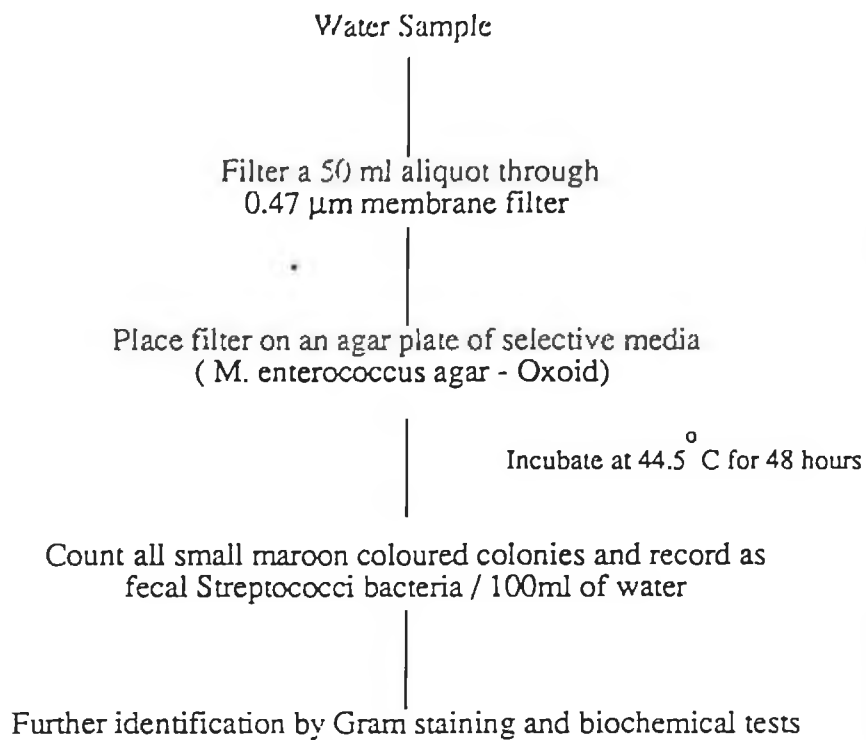 Water Sample
Filter a 50 ml aliquot through
0.47 µm membrane filter
Place filter on an agar plate of selective media
( M. enterococcus agar - Oxoid)
Incubate at 44.5° C for 48 hours
Count all small maroon coloured colonies and record as
fecal Streptococci bacteria / 100ml of water
Further identification by Gram staining and biochemical tests